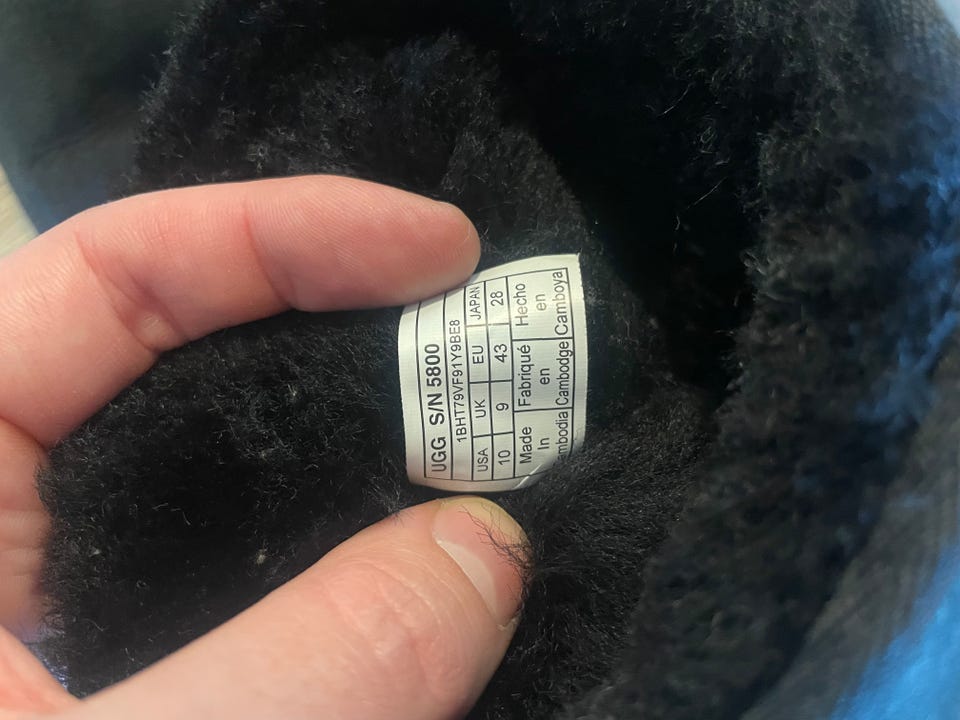 UGG S/N 5800
1BHT79VF91Y9BE8
USA UK EU JAPAN
10 9 43 28
Made Fabriqué Hecho
In en en
mbodia Cambodge Camboya